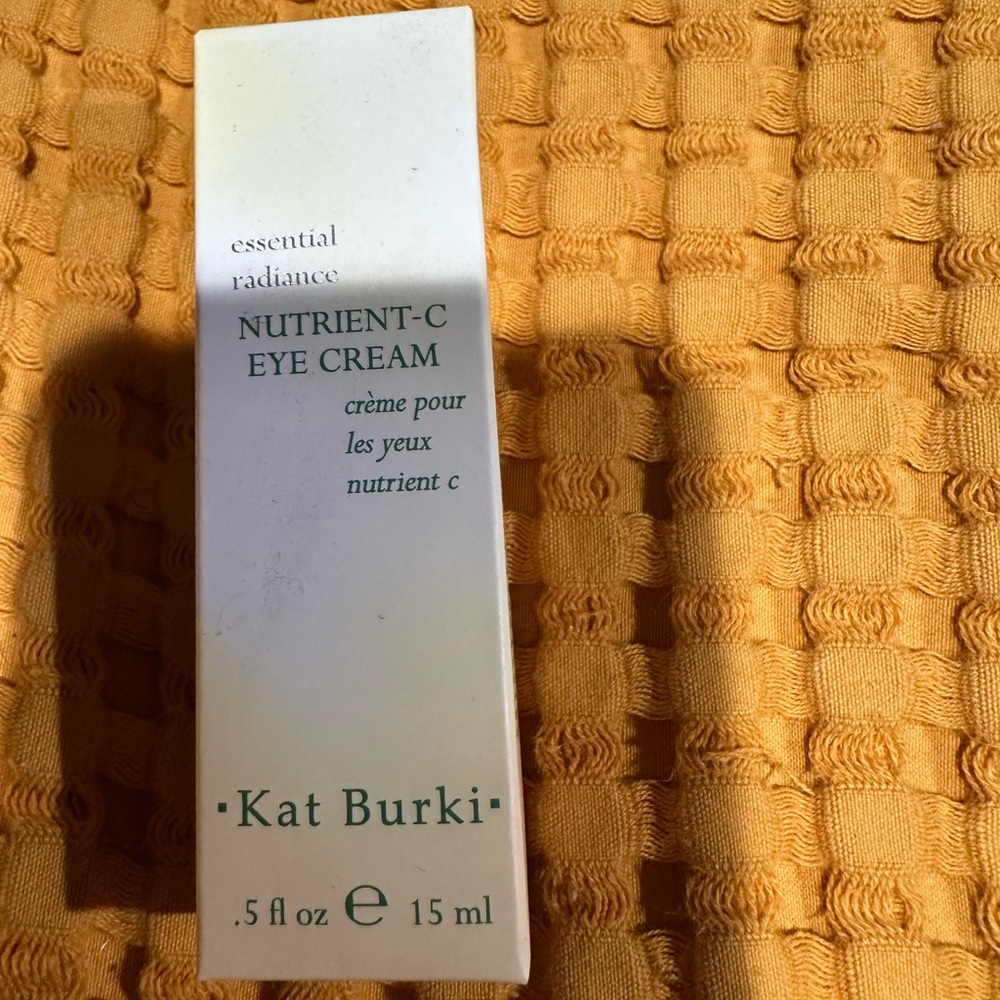 essential
radiance
NUTRIENT-C
EYE CREAM
crème pour
les yeux
nutrient c
·Kat Burki·
.5 fl oz ℮ 15 ml